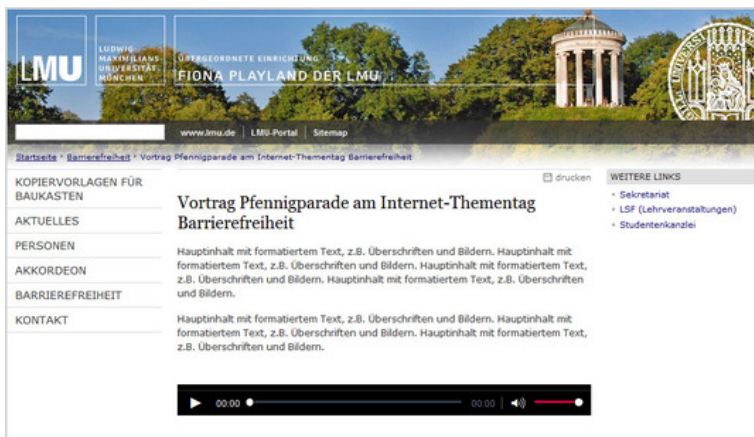 LMU
LUDWIG-
MAXIMILIANS-
UNIVERSITÄT
MÜNCHEN
ÜBERGEORDNETE EINRICHTUNG
FIONA PLAYLAND DER LMU
www.lmu.de | LMU-Portal | Sitemap
Startseite › Barrierefreiheit › Vortrag Pfennigparade am Internet-Thementag Barrierefreiheit
KOPIERVORLAGEN FÜR
BAUKASTEN
AKTUELLES
PERSONEN
AKKORDEON
BARRIEREFREIHEIT
KONTAKT
drucken
Vortrag Pfennigparade am Internet-Thementag
Barrierefreiheit
Hauptinhalt mit formatiertem Text, z.B. Überschriften und Bildern. Hauptinhalt mit
formatiertem Text, z.B. Überschriften und Bildern. Hauptinhalt mit formatiertem Text,
z.B. Überschriften und Bildern. Hauptinhalt mit formatiertem Text, z.B. Überschriften
und Bildern.
Hauptinhalt mit formatiertem Text, z.B. Überschriften und Bildern. Hauptinhalt mit
formatiertem Text, z.B. Überschriften und Bildern. Hauptinhalt mit formatiertem Text,
z.B. Überschriften und Bildern.
00:00 00:00
WEITERE LINKS
Sekretariat
LSF (Lehrveranstaltungen)
Studentenkanzlei